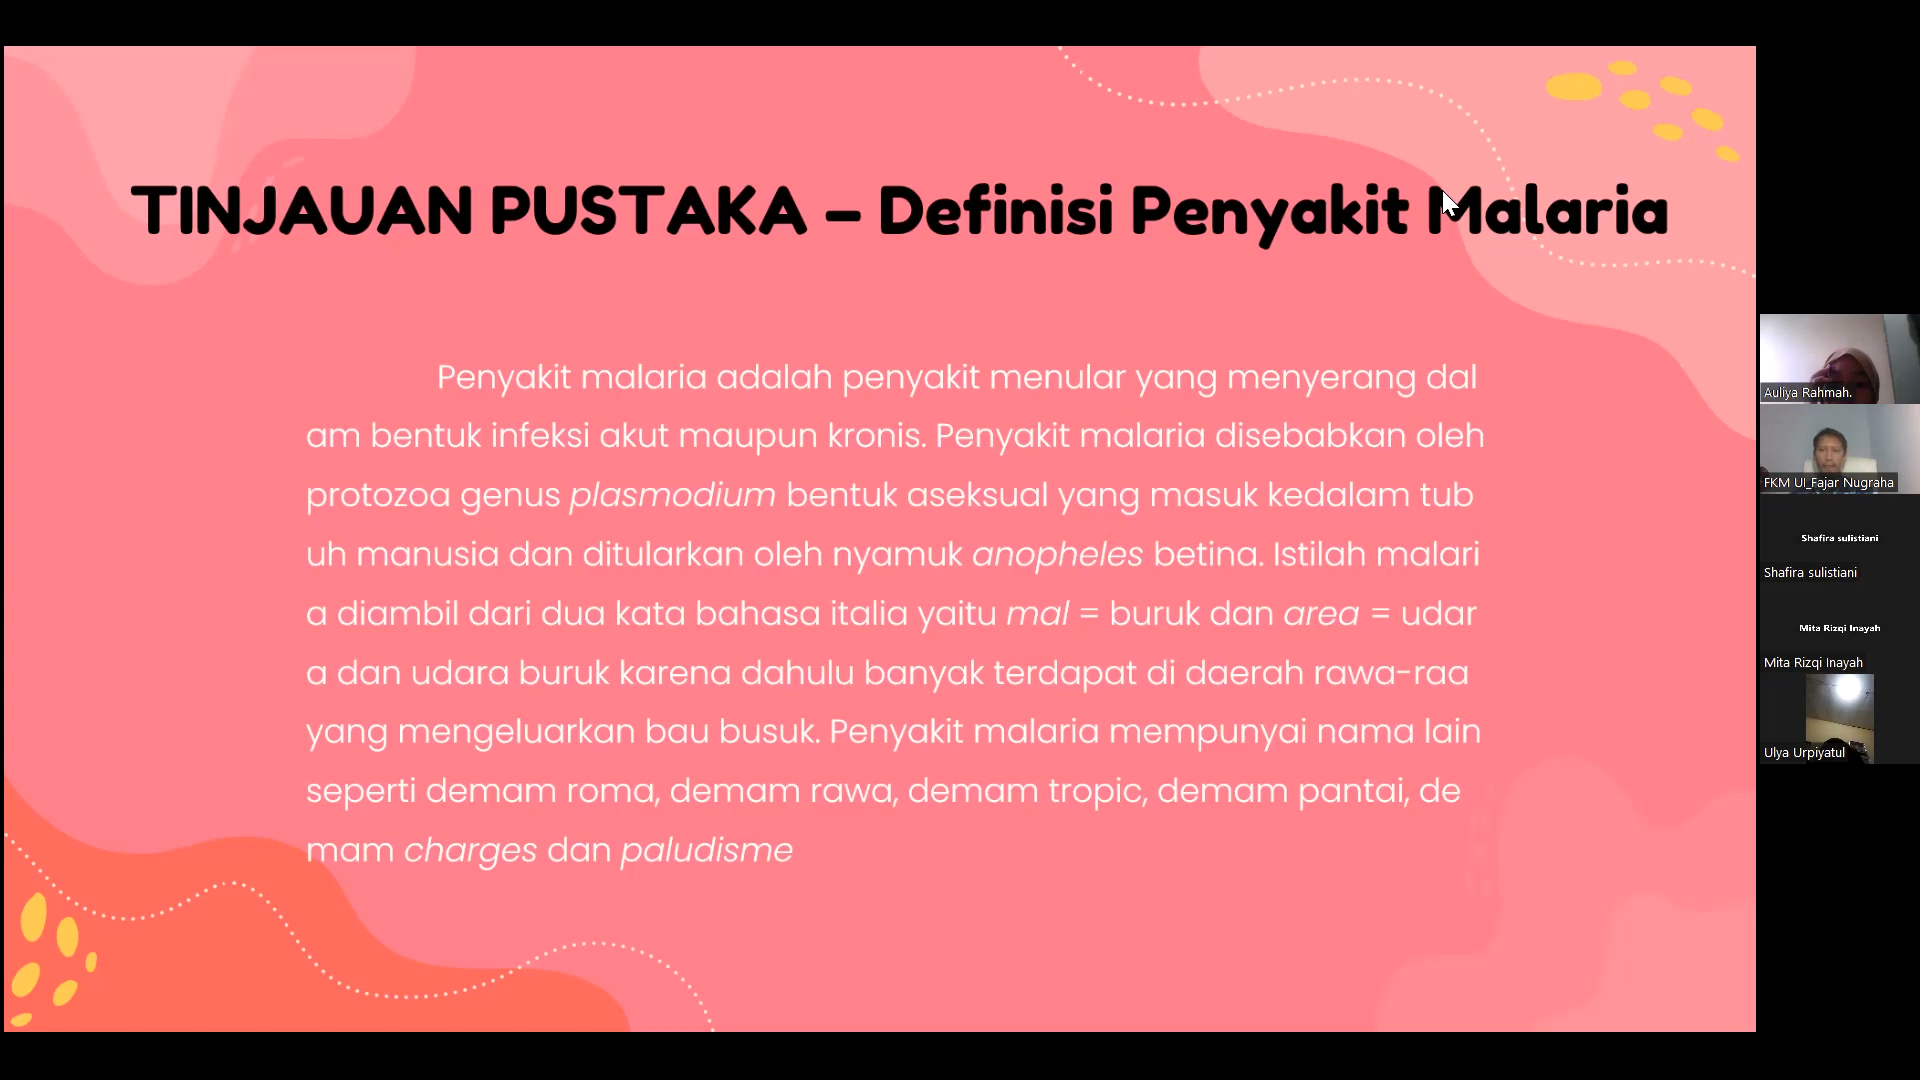 TINJAUAN PUSTAKA – Definisi Penyakit Malaria
Penyakit malaria adalah penyakit menular yang menyerang dal
am bentuk infeksi akut maupun kronis. Penyakit malaria disebabkan oleh
protozoa genus plasmodium bentuk aseksual yang masuk kedalam tub
uh manusia dan ditularkan oleh nyamuk anopheles betina. Istilah malari
a diambil dari dua kata bahasa italia yaitu mal = buruk dan area = udar
a dan udara buruk karena dahulu banyak terdapat di daerah rawa-raa
yang mengeluarkan bau busuk. Penyakit malaria mempunyai nama lain
seperti demam roma, demam rawa, demam tropic, demam pantai, de
mam charges dan paludisme
Auliya Rahmah.
FKM UI_Fajar Nugraha
Shafira sulistiani
Shafira sulistiani
Mita Rizqi Inayah
Mita Rizqi Inayah
Ulya Urpiyatul